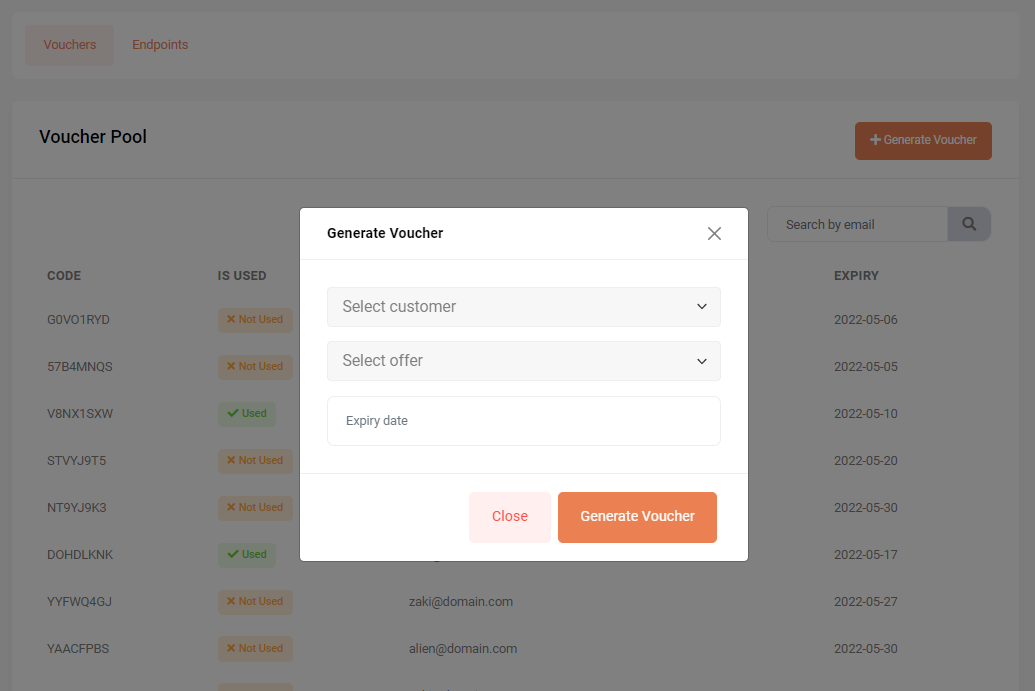 Vouchers Endpoints
Voucher Pool
Generate Voucher
Search by email
CODE IS USED EXPIRY
G0VO1RYD Not Used 2022-05-06
57B4MNQS Not Used 2022-05-05
V8NX1SXW Used 2022-05-10
STVYJ9T5 Not Used 2022-05-20
NT9YJ9K3 Not Used 2022-05-30
DOHDLKNK Used 2022-05-17
YYFWQ4GJ Not Used zaki@domain.com 2022-05-27
YAACFPBS Not Used alien@domain.com 2022-05-30
Generate Voucher
Select customer
Select offer
Expiry date
Close Generate Voucher